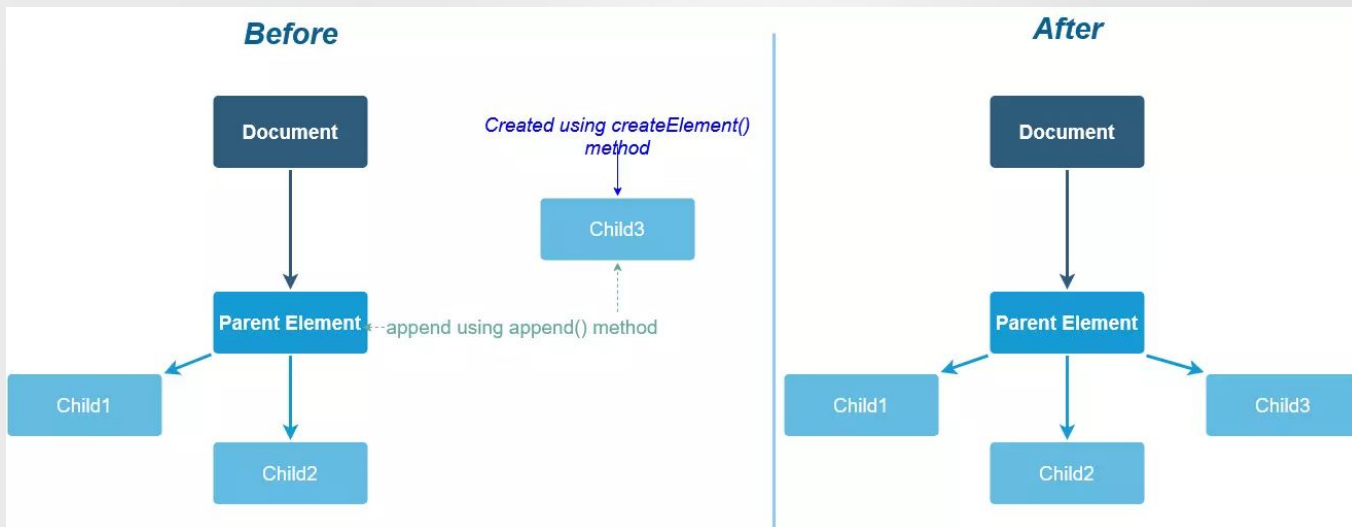 Before
Document
Created using createElement()
method
Child3
Parent Element
append using append() method
Child1
Child2
After
Document
Parent Element
Child1
Child3
Child2